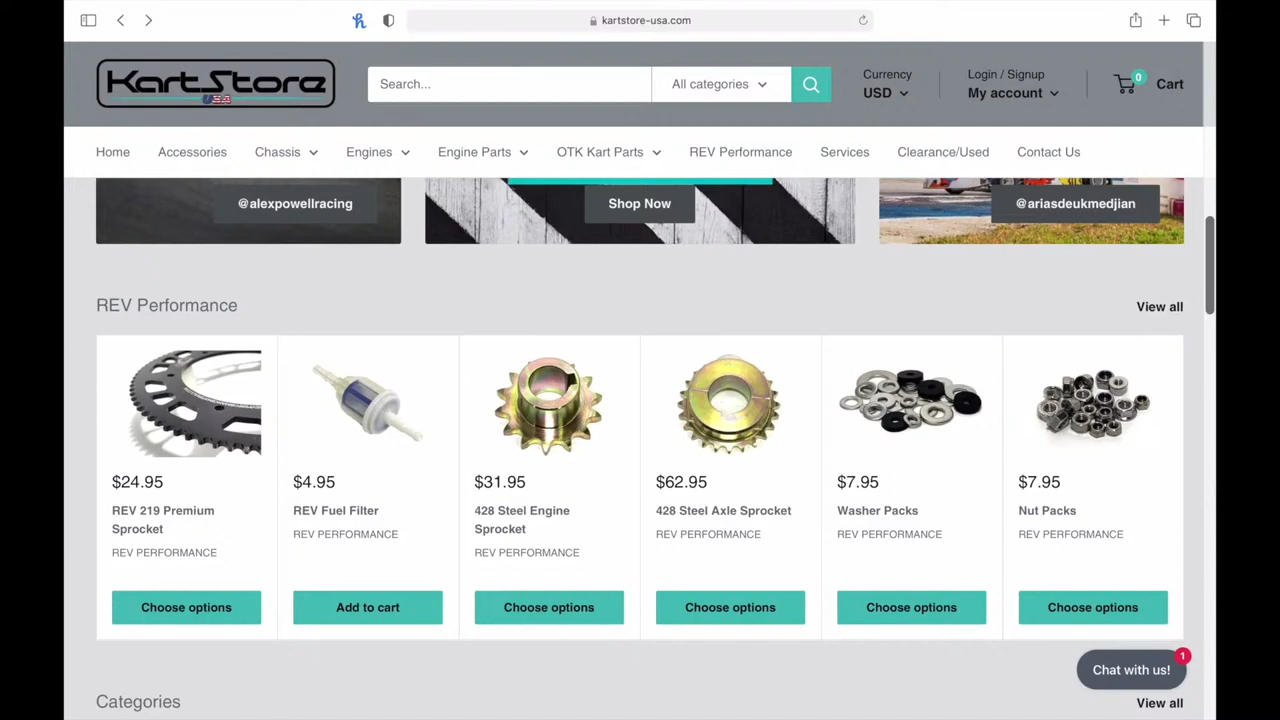 kartstore-usa.com
KartStore
USA
Search...
All categories
Currency
USD
Login / Signup
My account
0
Cart
Home
Accessories
Chassis
Engines
Engine Parts
OTK Kart Parts
REV Performance
Services
Clearance/Used
Contact Us
@alexpowellracing
Shop Now
@ariasdeukmedjian
REV Performance
View all
$24.95
REV 219 Premium
Sprocket
REV PERFORMANCE
Choose options
$4.95
REV Fuel Filter
REV PERFORMANCE
Add to cart
$31.95
428 Steel Engine
Sprocket
REV PERFORMANCE
Choose options
$62.95
428 Steel Axle Sprocket
REV PERFORMANCE
Choose options
$7.95
Washer Packs
REV PERFORMANCE
Choose options
$7.95
Nut Packs
REV PERFORMANCE
Choose options
1
Chat with us!
Categories
View all